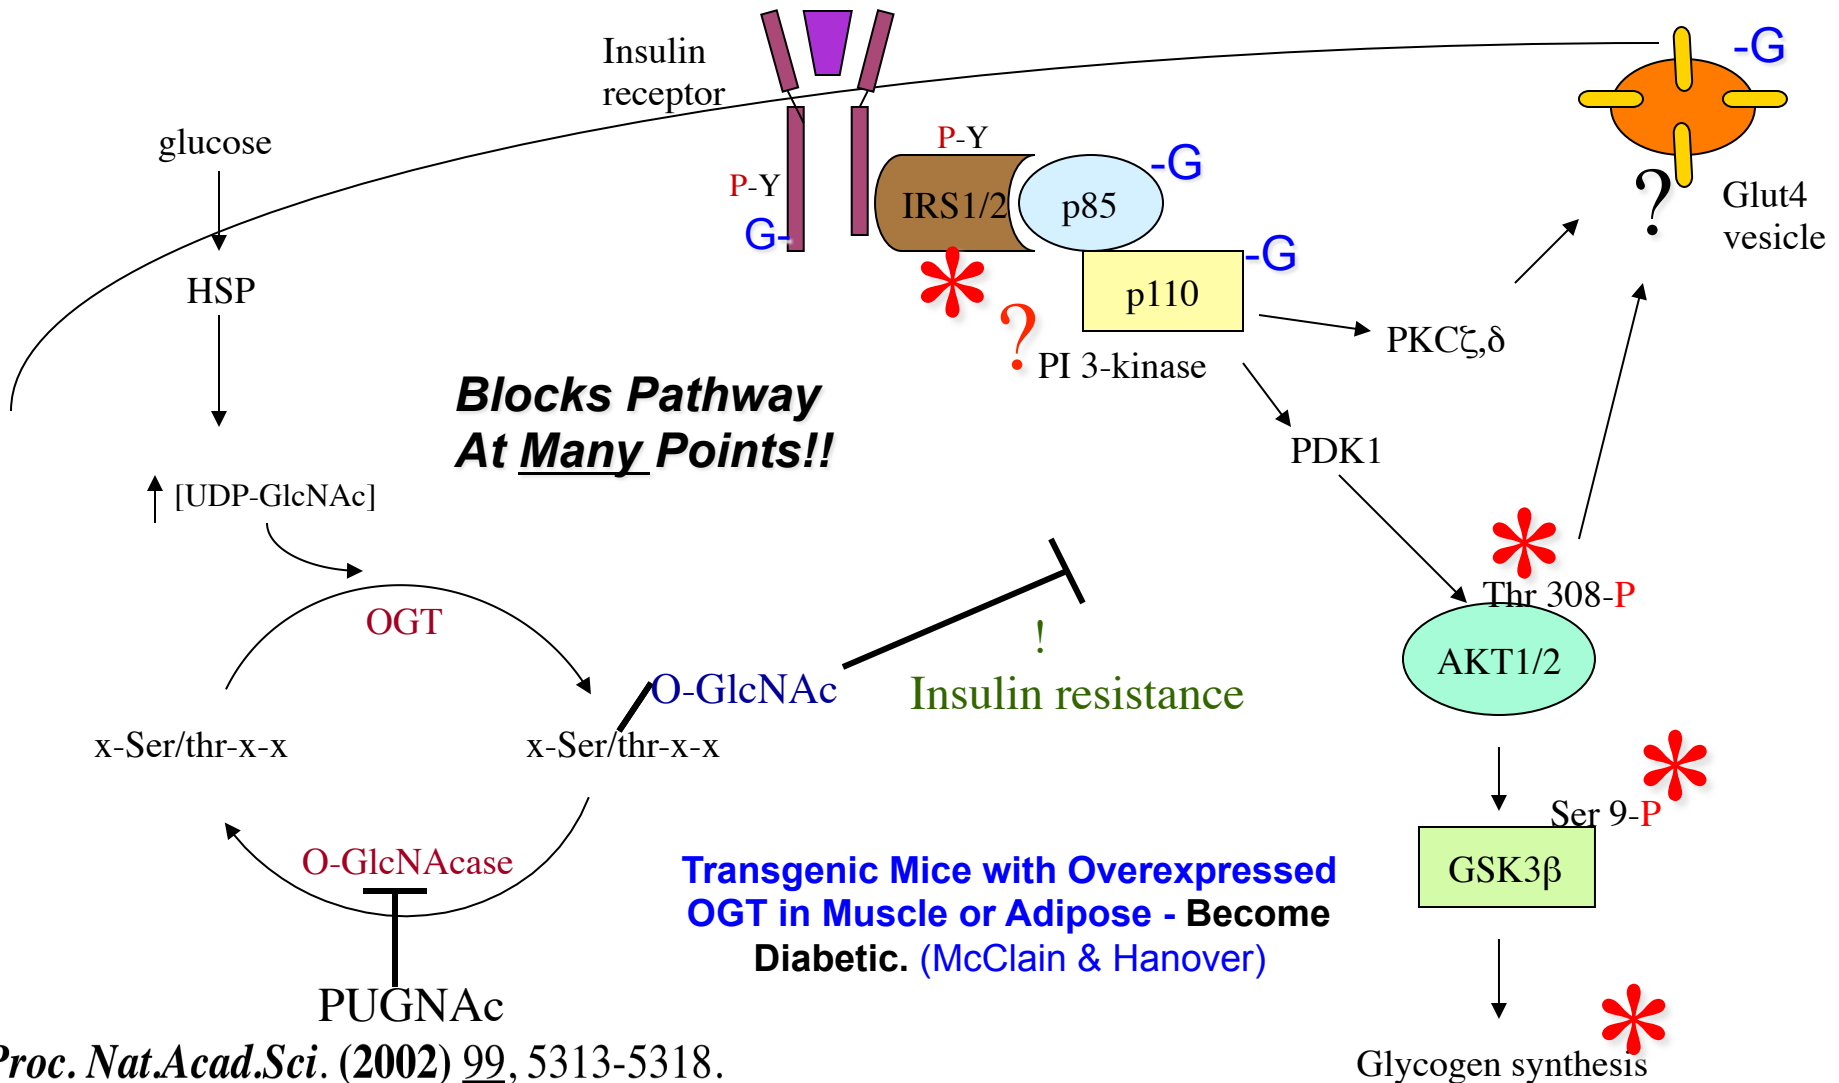 Insulin
receptor
-G
glucose
P-Y
P-Y
G-
IRS1/2
p85
-G
-G
*
?
p110
PI 3-kinase
PKCζ,δ
?
Glut4
vesicle
HSP
Blocks Pathway
At Many Points!!
PDK1
[UDP-GlcNAc]
*
Thr 308-P
AKT1/2
OGT
O-GlcNAc
!
Insulin resistance
x-Ser/thr-x-x
x-Ser/thr-x-x
*
Ser 9-P
GSK3β
O-GlcNAcase
Transgenic Mice with Overexpressed
OGT in Muscle or Adipose - Become
Diabetic. (McClain & Hanover)
PUGNAc
*
Glycogen synthesis
Proc. Nat.Acad.Sci. (2002) 99, 5313-5318.